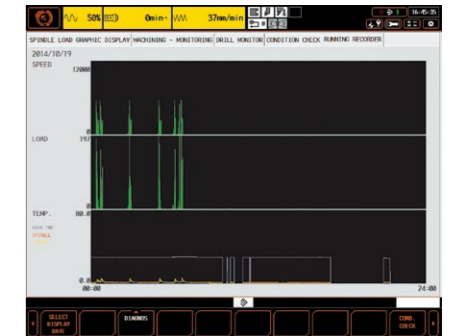 50% 0min- 37mm/min 16:45:35
SPINDLE LOAD GRAPHIC DISPLAY MACHINING - MONITORING DRILL MONITOR CONDITION CHECK RUNNING RECORDER
2014/10/19
SPEED 12000
0
LOAD 197
0
TEMP. 80.0
SPINDLE
0.0
00:00 24:00
SELECT DISPLAY DATE DIAGNOS COND. CHECK